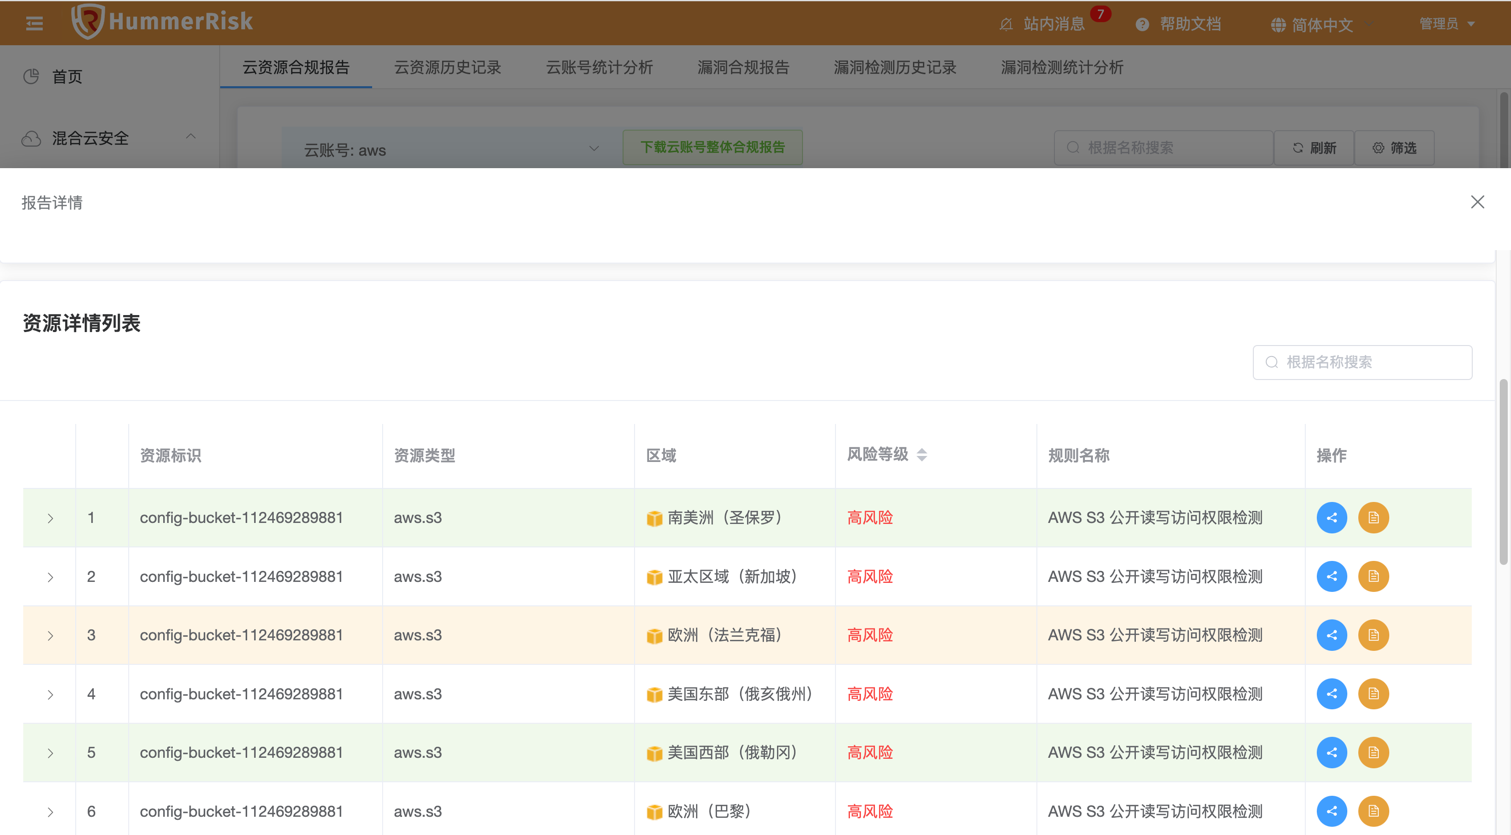 HummerRisk
站内消息 7
帮助文档
简体中文
管理员
首页
云资源合规报告 云资源历史记录 云账号统计分析 漏洞合规报告 漏洞检测历史记录 漏洞检测统计分析
混合云安全
云账号: aws
下载云账号整体合规报告
根据名称搜索
刷新
筛选
报告详情
资源详情列表
根据名称搜索
资源标识 资源类型 区域 风险等级 规则名称 操作
1 config-bucket-112469289881 aws.s3 南美洲（圣保罗） 高风险 AWS S3 公开读写访问权限检测
2 config-bucket-112469289881 aws.s3 亚太区域（新加坡） 高风险 AWS S3 公开读写访问权限检测
3 config-bucket-112469289881 aws.s3 欧洲（法兰克福） 高风险 AWS S3 公开读写访问权限检测
4 config-bucket-112469289881 aws.s3 美国东部（俄亥俄州） 高风险 AWS S3 公开读写访问权限检测
5 config-bucket-112469289881 aws.s3 美国西部（俄勒冈） 高风险 AWS S3 公开读写访问权限检测
6 config-bucket-112469289881 aws.s3 欧洲（巴黎） 高风险 AWS S3 公开读写访问权限检测